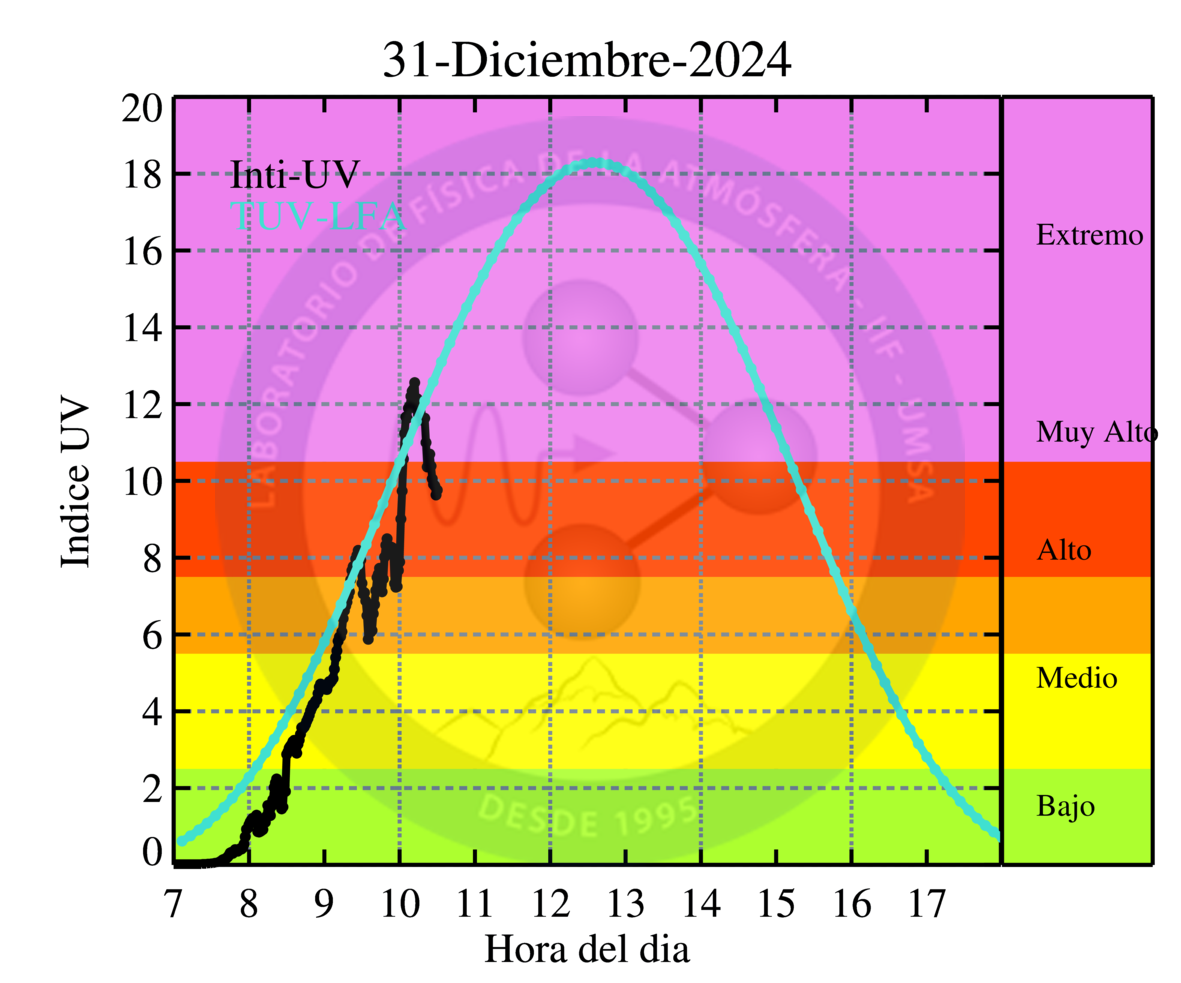 31-Diciembre-2024
Inti-UV
TUV-LFA
LABORATORIO DE FÍSICA DE LA ATMÓSFERA - IIF - UMSA
DESDE 1995
Extremo
Muy Alto
Alto
Medio
Bajo
Indice UV
20
18
16
14
12
10
8
6
4
2
0
7 8 9 10 11 12 13 14 15 16 17
Hora del dia